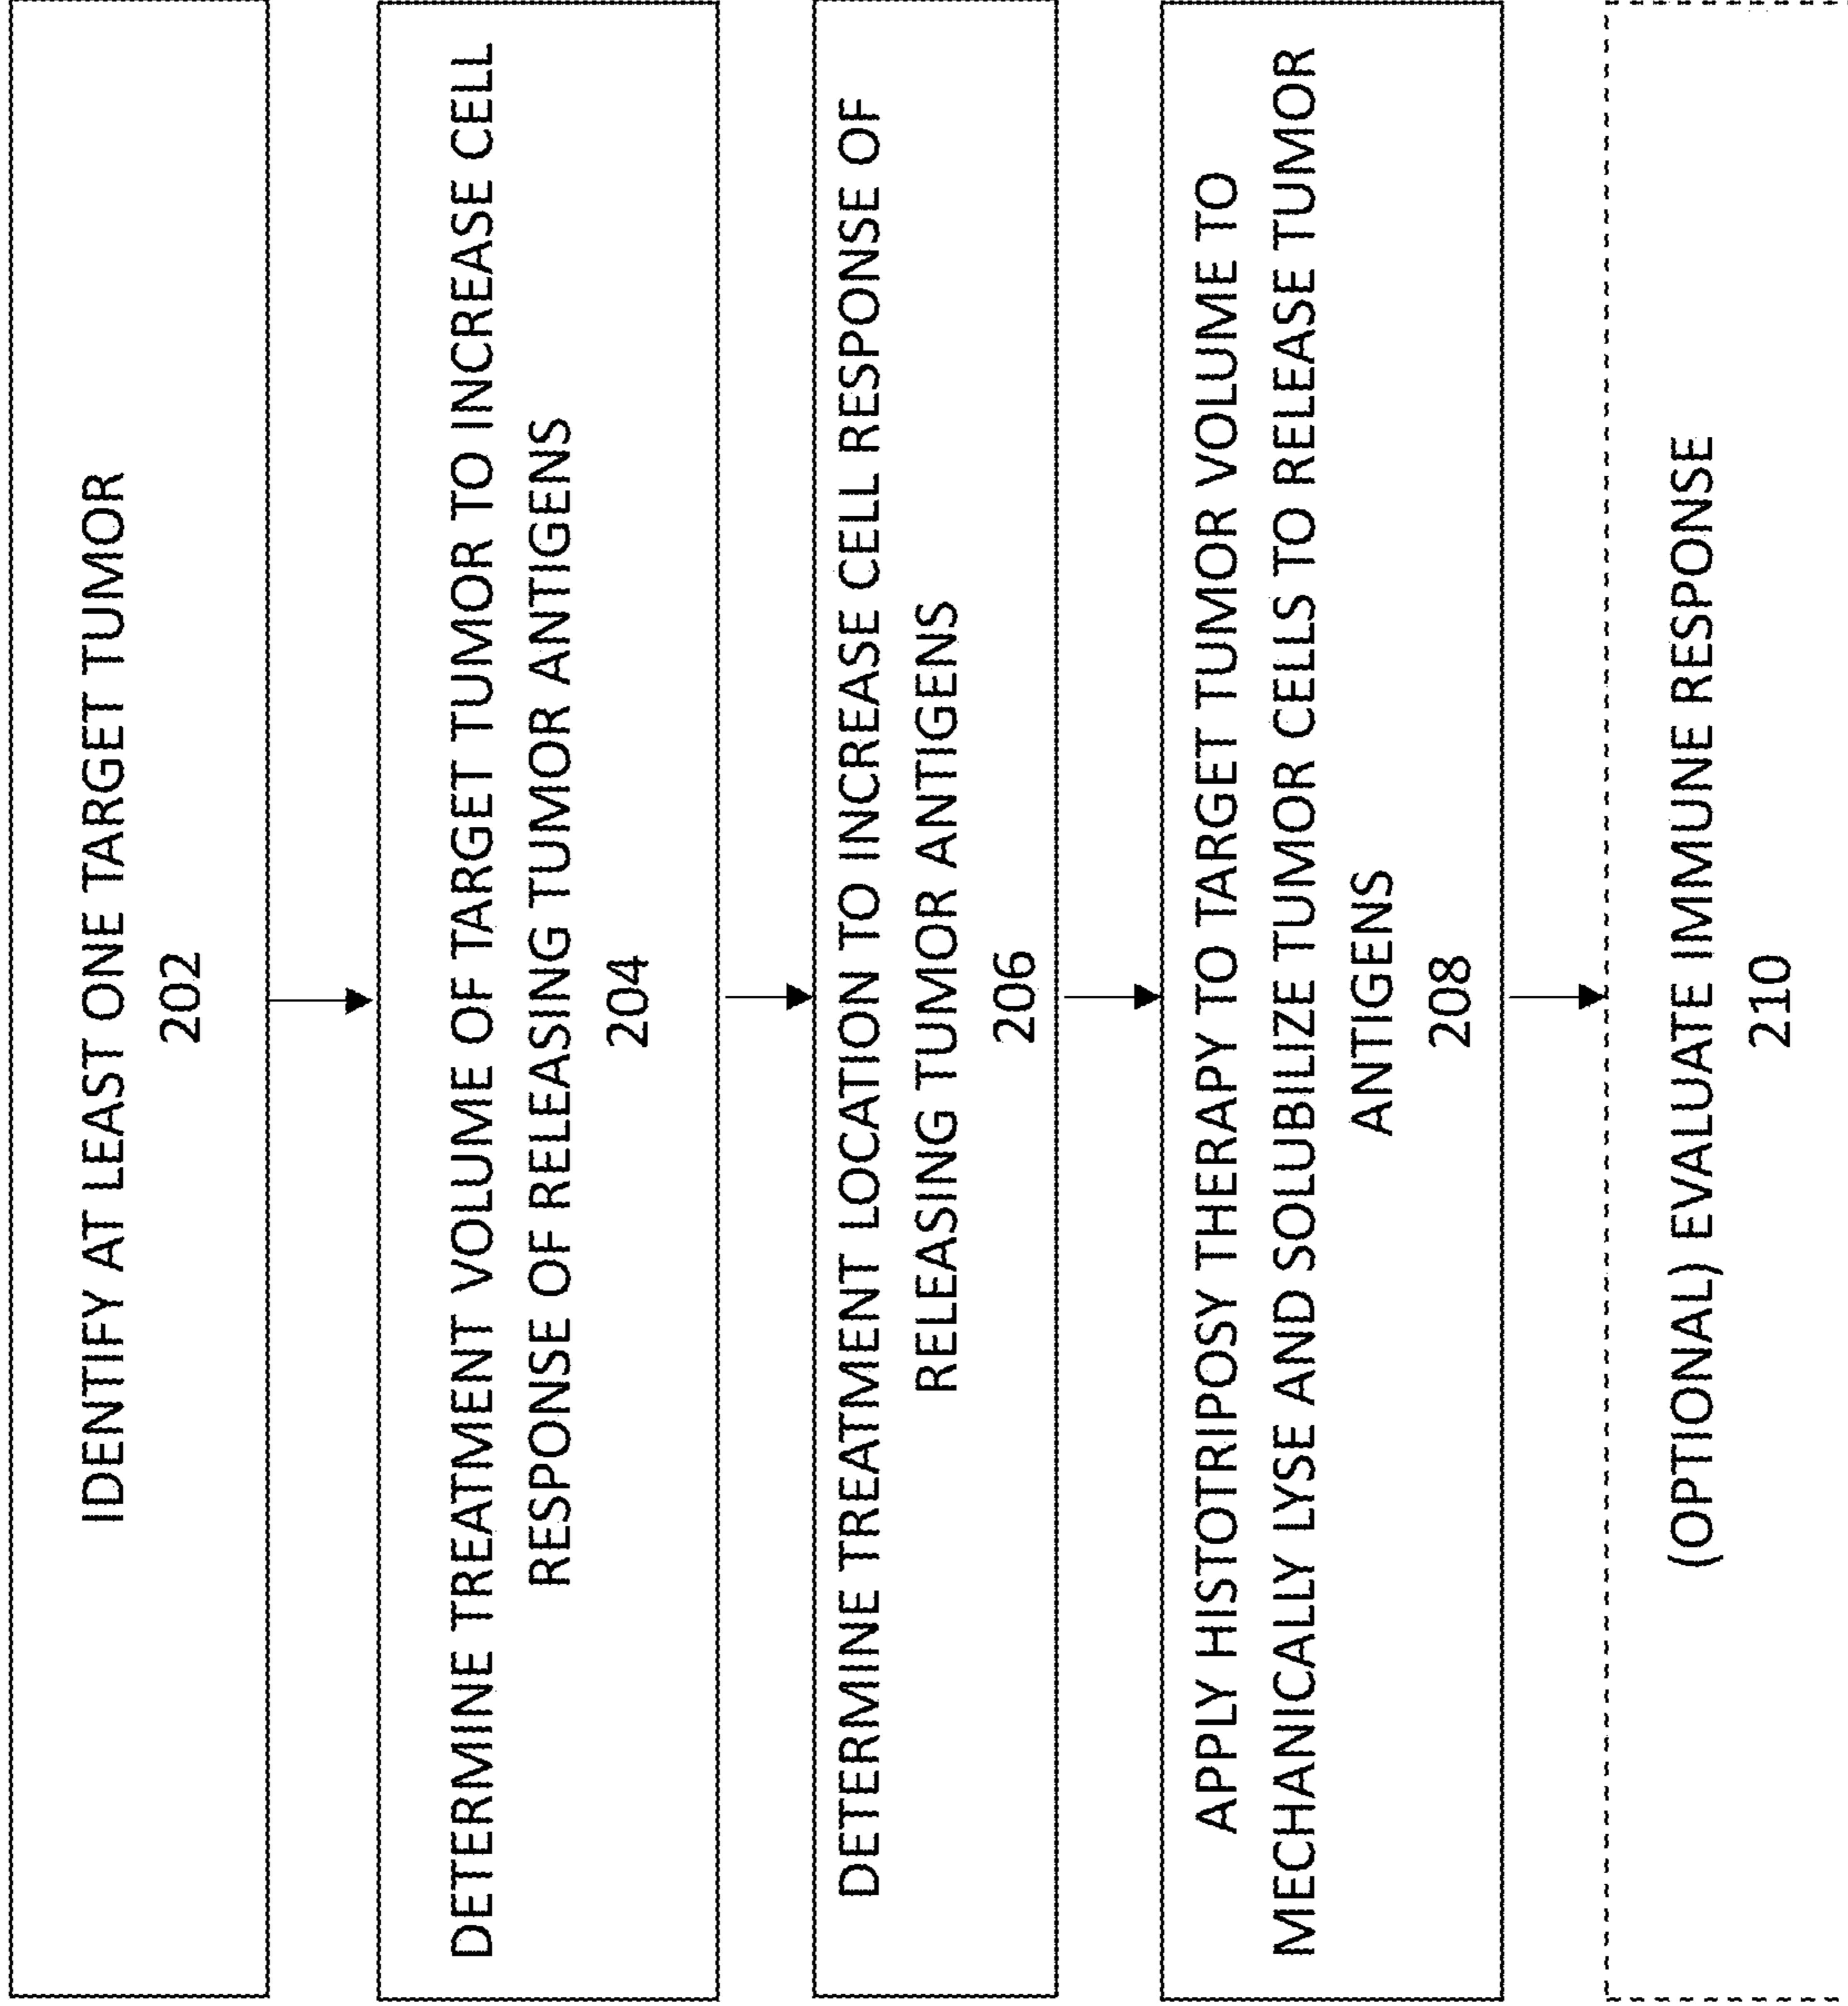 IDENTIFY AT LEAST ONE TARGET TUMOR
202
DETERMINE TREATMENT VOLUME OF TARGET TUMOR TO INCREASE CELL
RESPONSE OF RELEASING TUMOR ANTIGENS
204
DETERMINE TREATMENT LOCATION TO INCREASE CELL RESPONSE OF
RELEASING TUMOR ANTIGENS
206
APPLY HISTOTRIPOSY THERAPY TO TARGET TUMOR VOLUME TO
MECHANICALLY LYSE AND SOLUBILIZE TUMOR CELLS TO RELEASE TUMOR
ANTIGENS
208
(OPTIONAL) EVALUATE IMMUNE RESPONSE
210